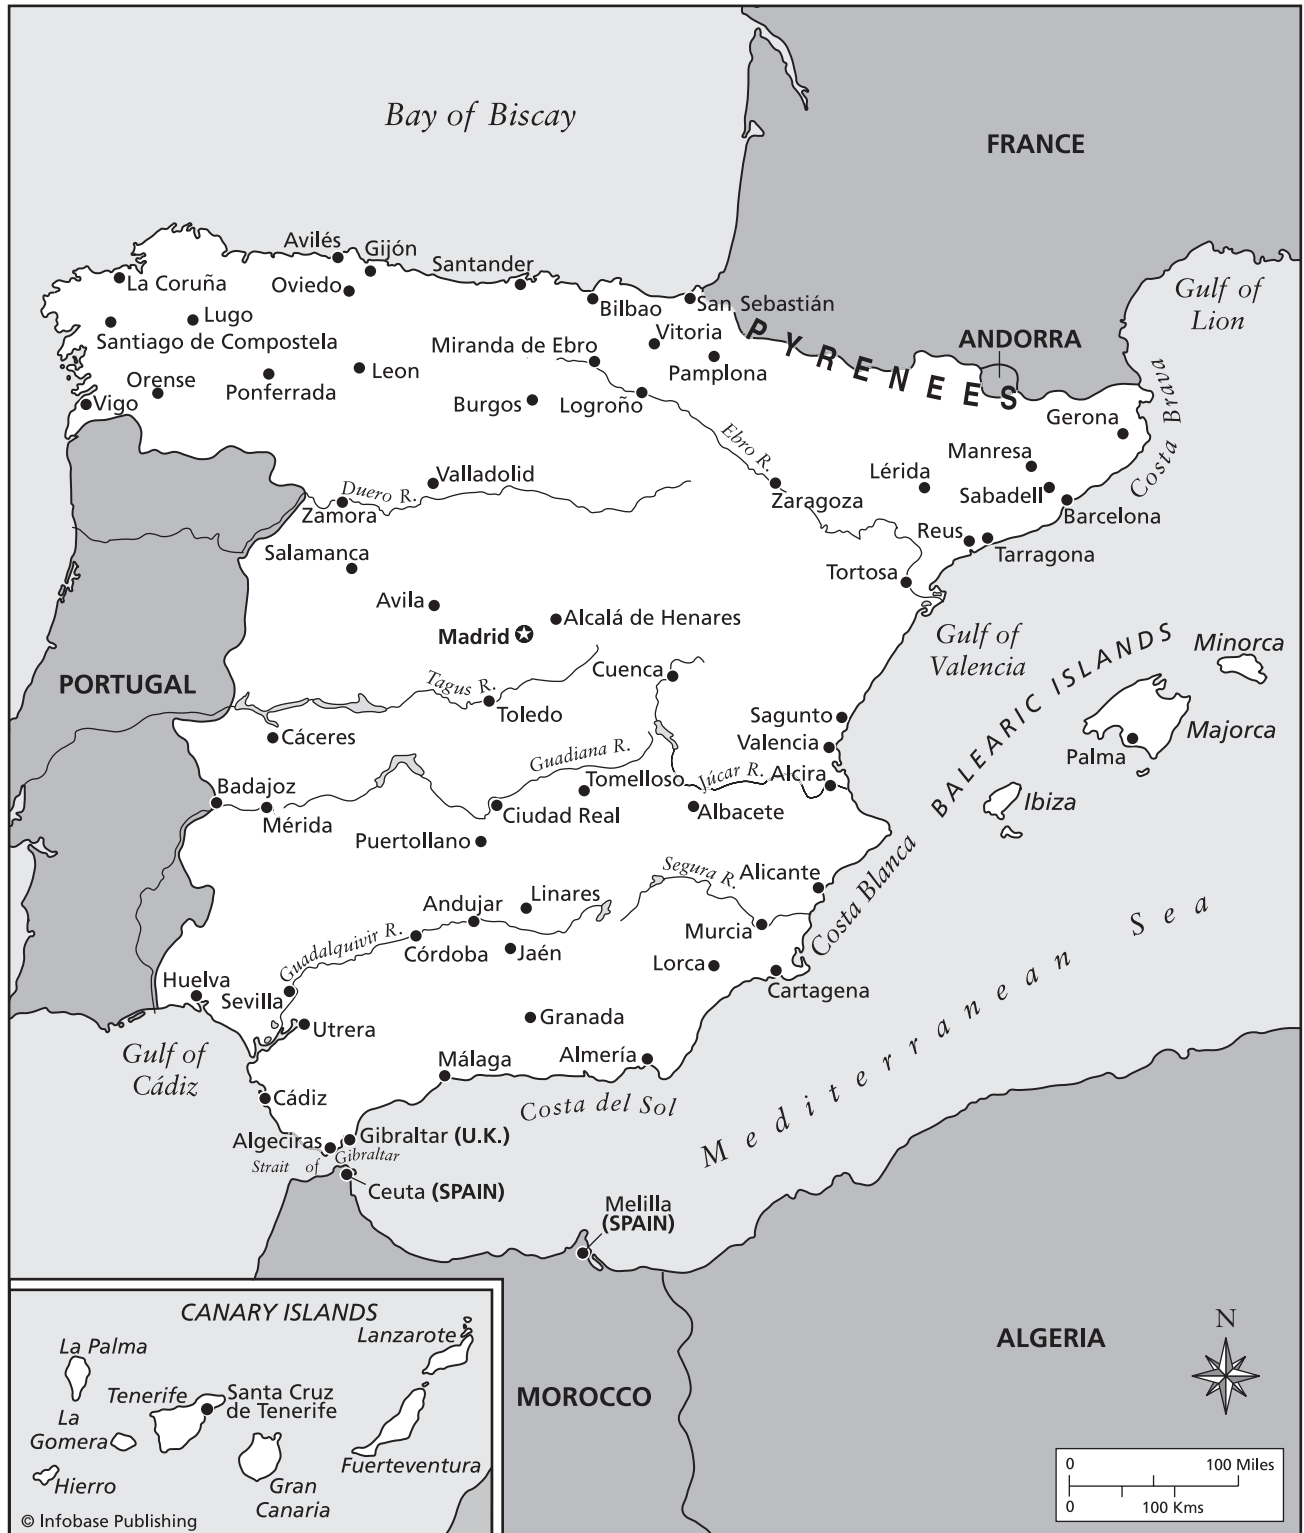 Bay of Biscay
FRANCE
Avilés
Gijón
Santander
La Coruña
Oviedo
Bilbao
San Sebastián
Gulf of
Lion
Lugo
Santiago de Compostela
Vitoria
PYRENEES
ANDORRA
Miranda de Ebro
Pamplona
Leon
Orense
Ponferrada
Vigo
Burgos
Logroño
Costa Brava
Gerona
Ebro R.
Manresa
Lérida
Sabadell
Barcelona
Valladolid
Duero R.
Zamora
Zaragoza
Reus
Tarragona
Salamanca
Tortosa
Avila
Alcalá de Henares
Madrid
Gulf of
Valencia
BALEARIC ISLANDS
Minorca
PORTUGAL
Cuenca
Tagus R.
Toledo
Sagunto
Valencia
Majorca
Palma
Cáceres
Guadiana R.
Tomelloso
Júcar R.
Alcira
Ibiza
Badajoz
Mérida
Ciudad Real
Albacete
Puertollano
Segura R.
Alicante
Costa Blanca
Linares
Andujar
Guadalquivir R.
Córdoba
Jaén
Murcia
Lorca
Cartagena
Mediterranean Sea
Huelva
Sevilla
Utrera
Granada
Gulf of
Cádiz
Málaga
Almería
Cádiz
Costa del Sol
Algeciras
Gibraltar (U.K.)
Strait of Gibraltar
Ceuta (SPAIN)
Melilla
(SPAIN)
MOROCCO
ALGERIA
N
CANARY ISLANDS
Lanzarote
La Palma
Tenerife
Santa Cruz
de Tenerife
La
Gomera
Hierro
Gran
Canaria
Fuerteventura
© Infobase Publishing
0 100 Miles
0 100 Kms